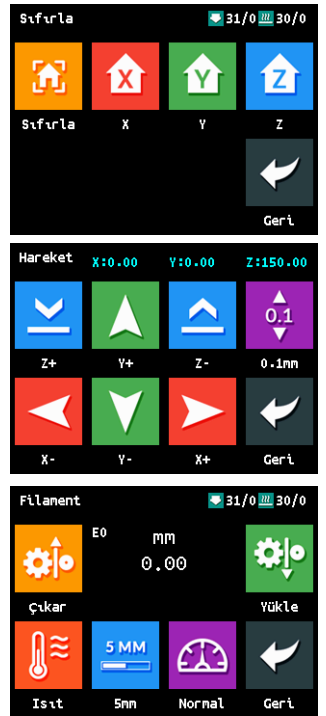 Sıfırla 31/0 30/0
X Y Z
Sıfırla X Y Z
Geri
Hareket X:0.00 Y:0.00 Z:150.00
0.1
Z+ Y+ Z- 0.1mm
X- Y- X+ Geri
Filament 31/0 30/0
E0 mm
0.00
Çıkar Yükle
5 MM
Isıt 5mm Normal Geri